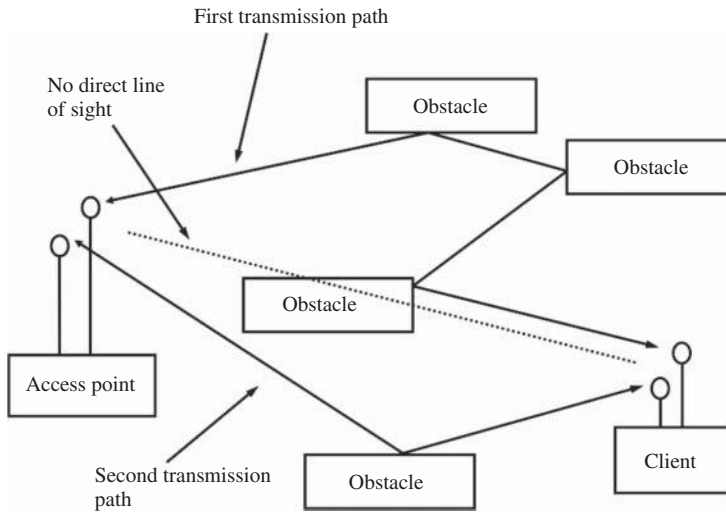 First transmission path
No direct line
of sight
Obstacle
Obstacle
Obstacle
Access point
Second transmission
path
Obstacle
Client